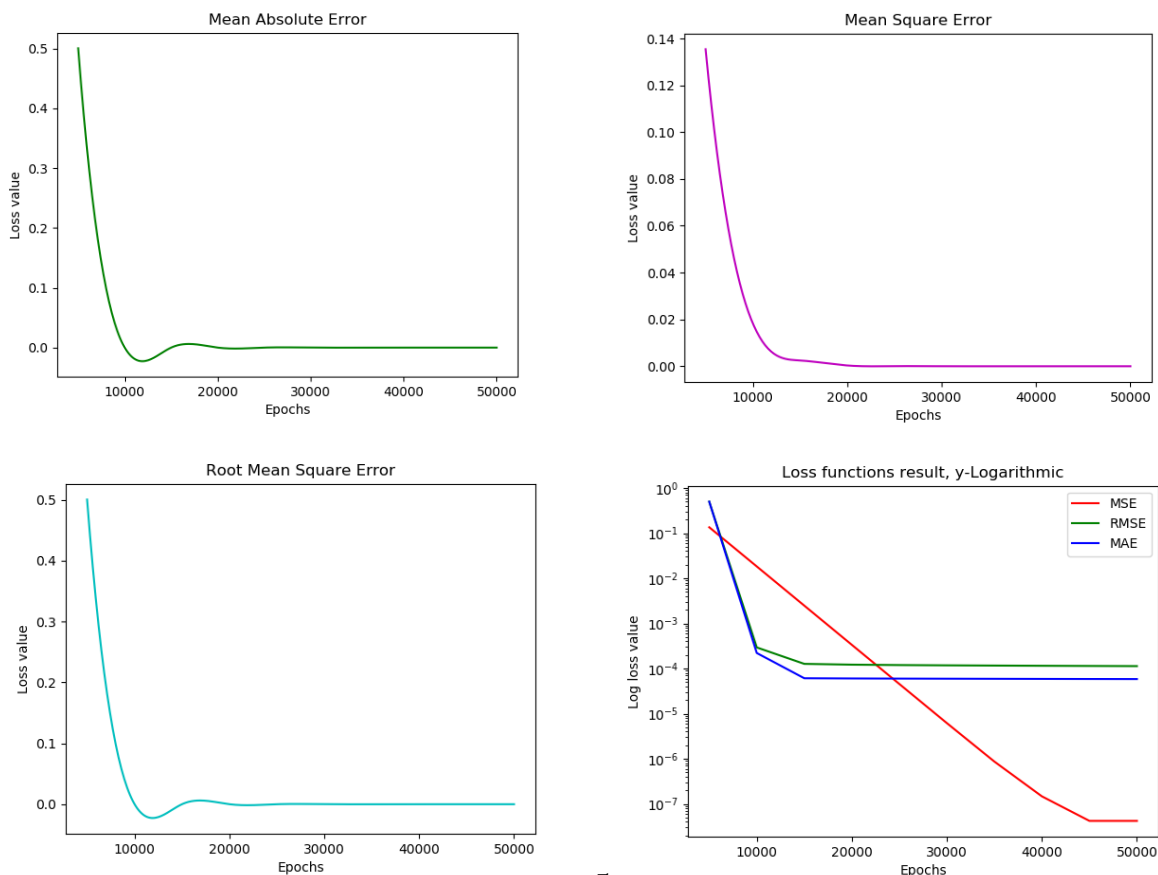 Mean Absolute Error
0.5
0.4
0.3
0.2
0.1
0.0
Loss value
10000 20000 30000 40000 50000
Epochs
Mean Square Error
0.14
0.12
0.10
0.08
0.06
0.04
0.02
0.00
Loss value
10000 20000 30000 40000 50000
Epochs
Root Mean Square Error
0.5
0.4
0.3
0.2
0.1
0.0
Loss value
10000 20000 30000 40000 50000
Epochs
Loss functions result, y-Logarithmic
10⁰
10⁻¹
10⁻²
10⁻³
10⁻⁴
10⁻⁵
10⁻⁶
10⁻⁷
Log loss value
MSE
RMSE
MAE
10000 20000 30000 40000 50000
Epochs